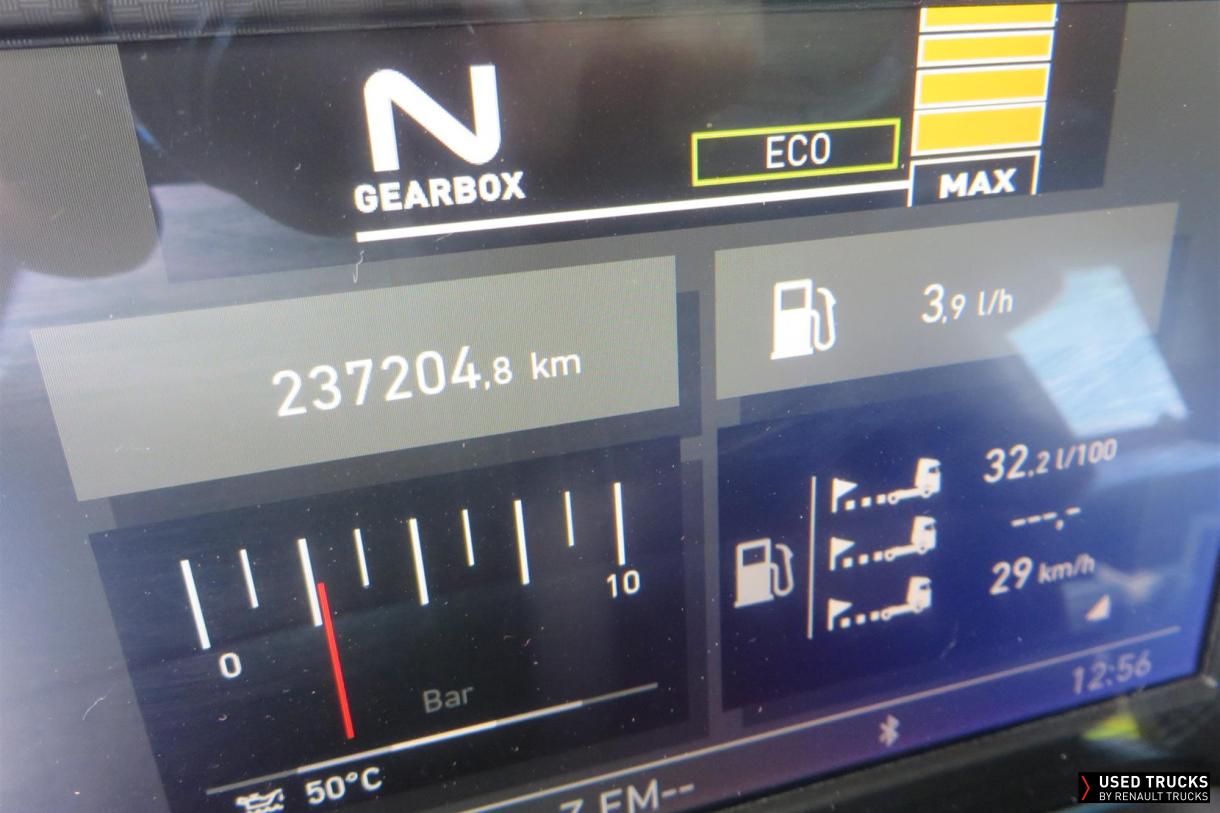 N
GEARBOX
ECO
MAX
237204,8 km
3,9 l/h
32,2 l/100
---,-
29 km/h
0
10
Bar
12:56
50°C
FM--
USED TRUCKS
BY RENAULT TRUCKS